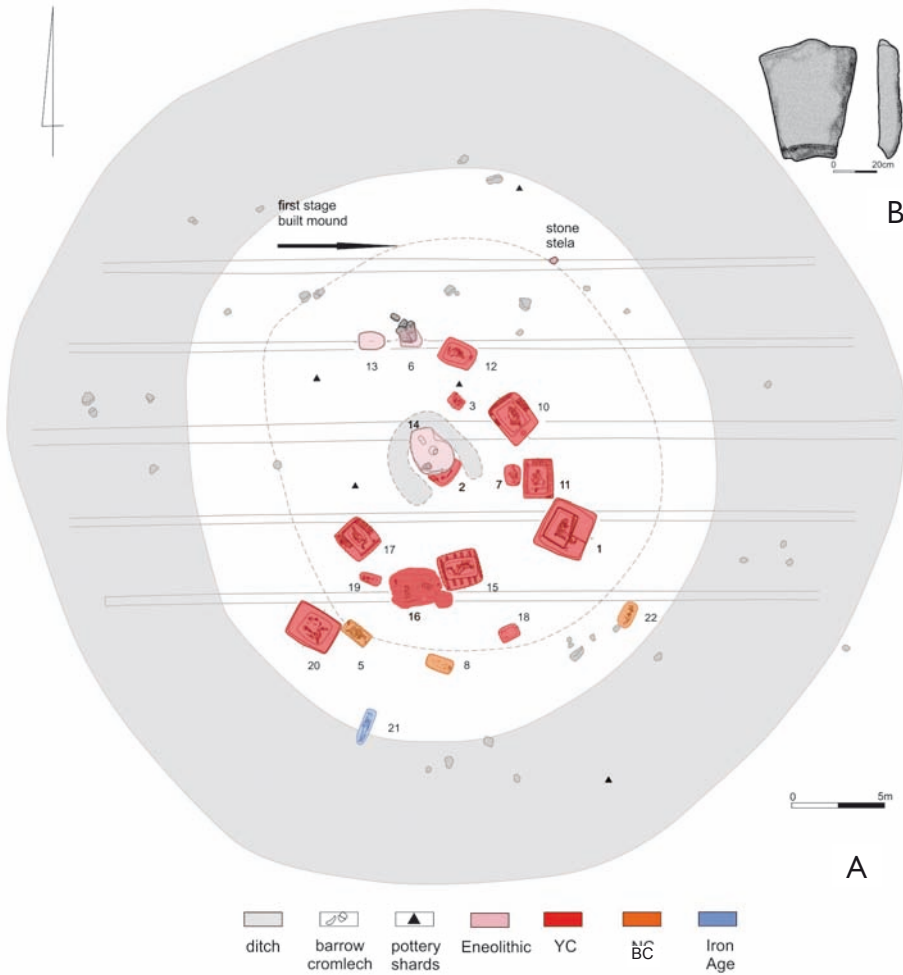 0 20cm
B
first stage
built mound
stone
stela
13
6
12
3
10
14
2
7
11
1
17
19
15
16
18
22
20
5
8
21
0 5m
A
ditch
barrow
cromlech
pottery
shards
Eneolithic
YC
BC
Iron
Age